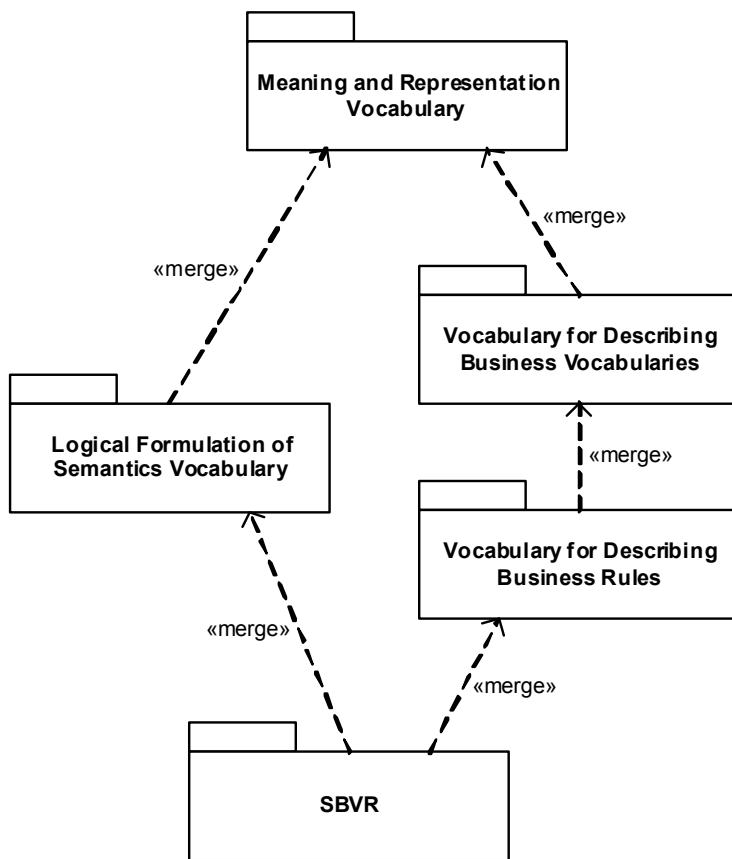 Meaning and Representation
Vocabulary
«merge»
«merge»
Vocabulary for Describing
Business Vocabularies
Logical Formulation of
Semantics Vocabulary
«merge»
Vocabulary for Describing
Business Rules
«merge»
«merge»
SBVR